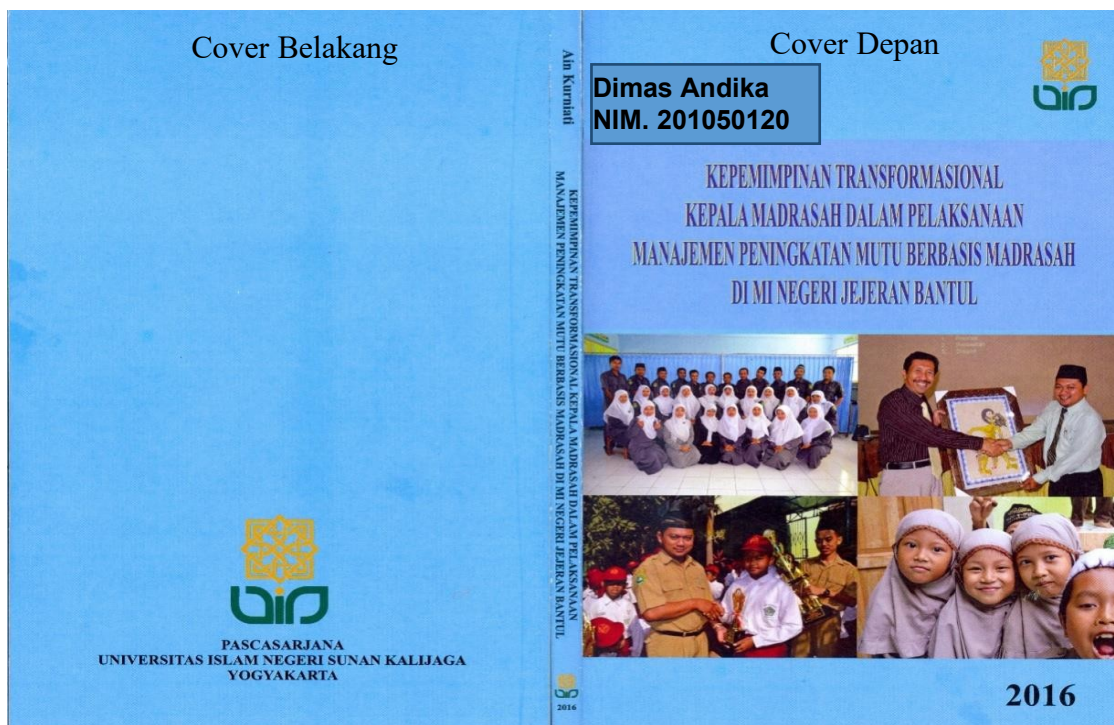 Cover Belakang
PASCASARJANA
UNIVERSITAS ISLAM NEGERI SUNAN KALIJAGA
YOGYAKARTA
Ain Kurniati
KEPEMIMPINAN TRANSFORMASIONAL KEPALA MADRASAH DALAM PELAKSANAAN
MANAJEMEN PENINGKATAN MUTU BERBASIS MADRASAH DI MI NEGERI JEJERAN BANTUL
uin
2016
Cover Depan
Dimas Andika
NIM. 201050120
uin
KEPEMIMPINAN TRANSFORMASIONAL
KEPALA MADRASAH DALAM PELAKSANAAN
MANAJEMEN PENINGKATAN MUTU BERBASIS MADRASAH
DI MI NEGERI JEJERAN BANTUL
2016